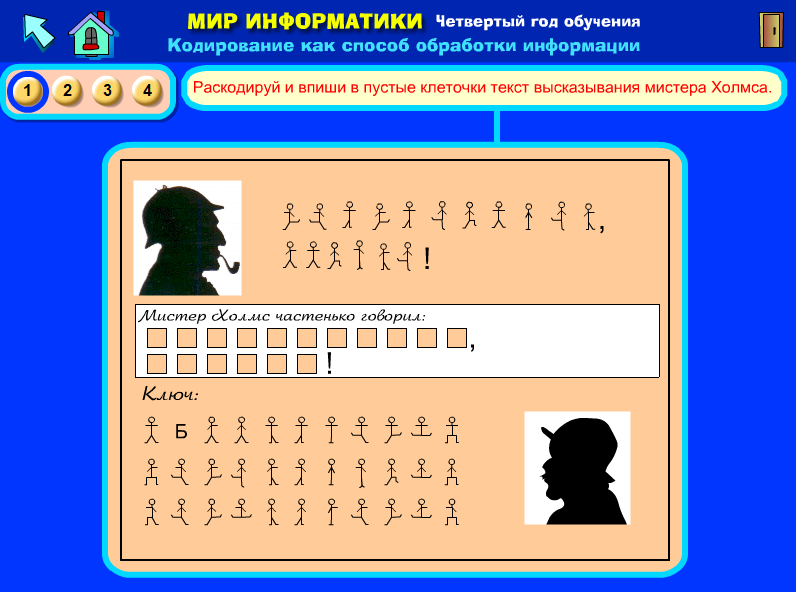 МИР ИНФОРМАТИКИ Четвертый год обучения
Кодирование как способ обработки информации
1 2 3 4
Раскодируй и впиши в пустые клеточки текст высказывания мистера Холмса.
,
!
Мистер Холмс частенько говорил:
,
!
Ключ:
Б